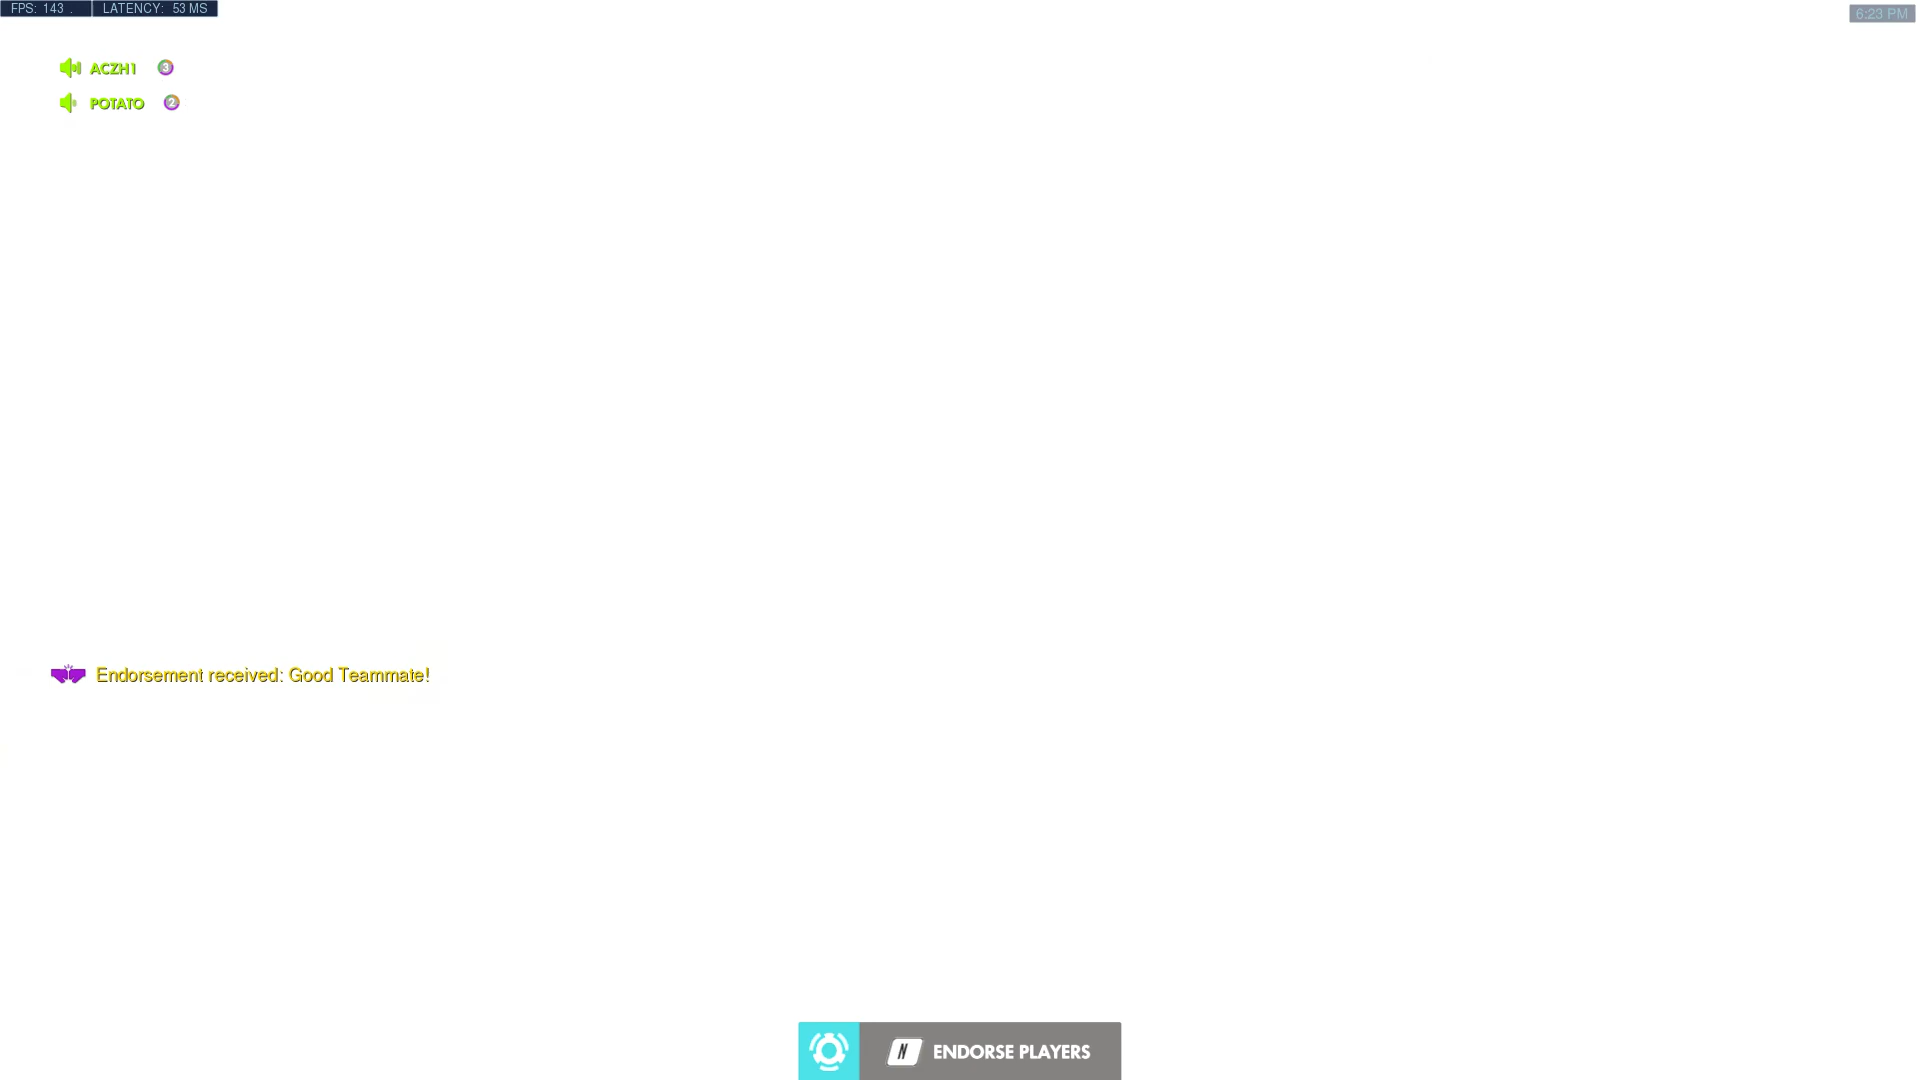 FPS: 143 . LATENCY: 53 MS
6:23 PM
ACZH1 3
POTATO 2
Endorsement received: Good Teammate!
N ENDORSE PLAYERS